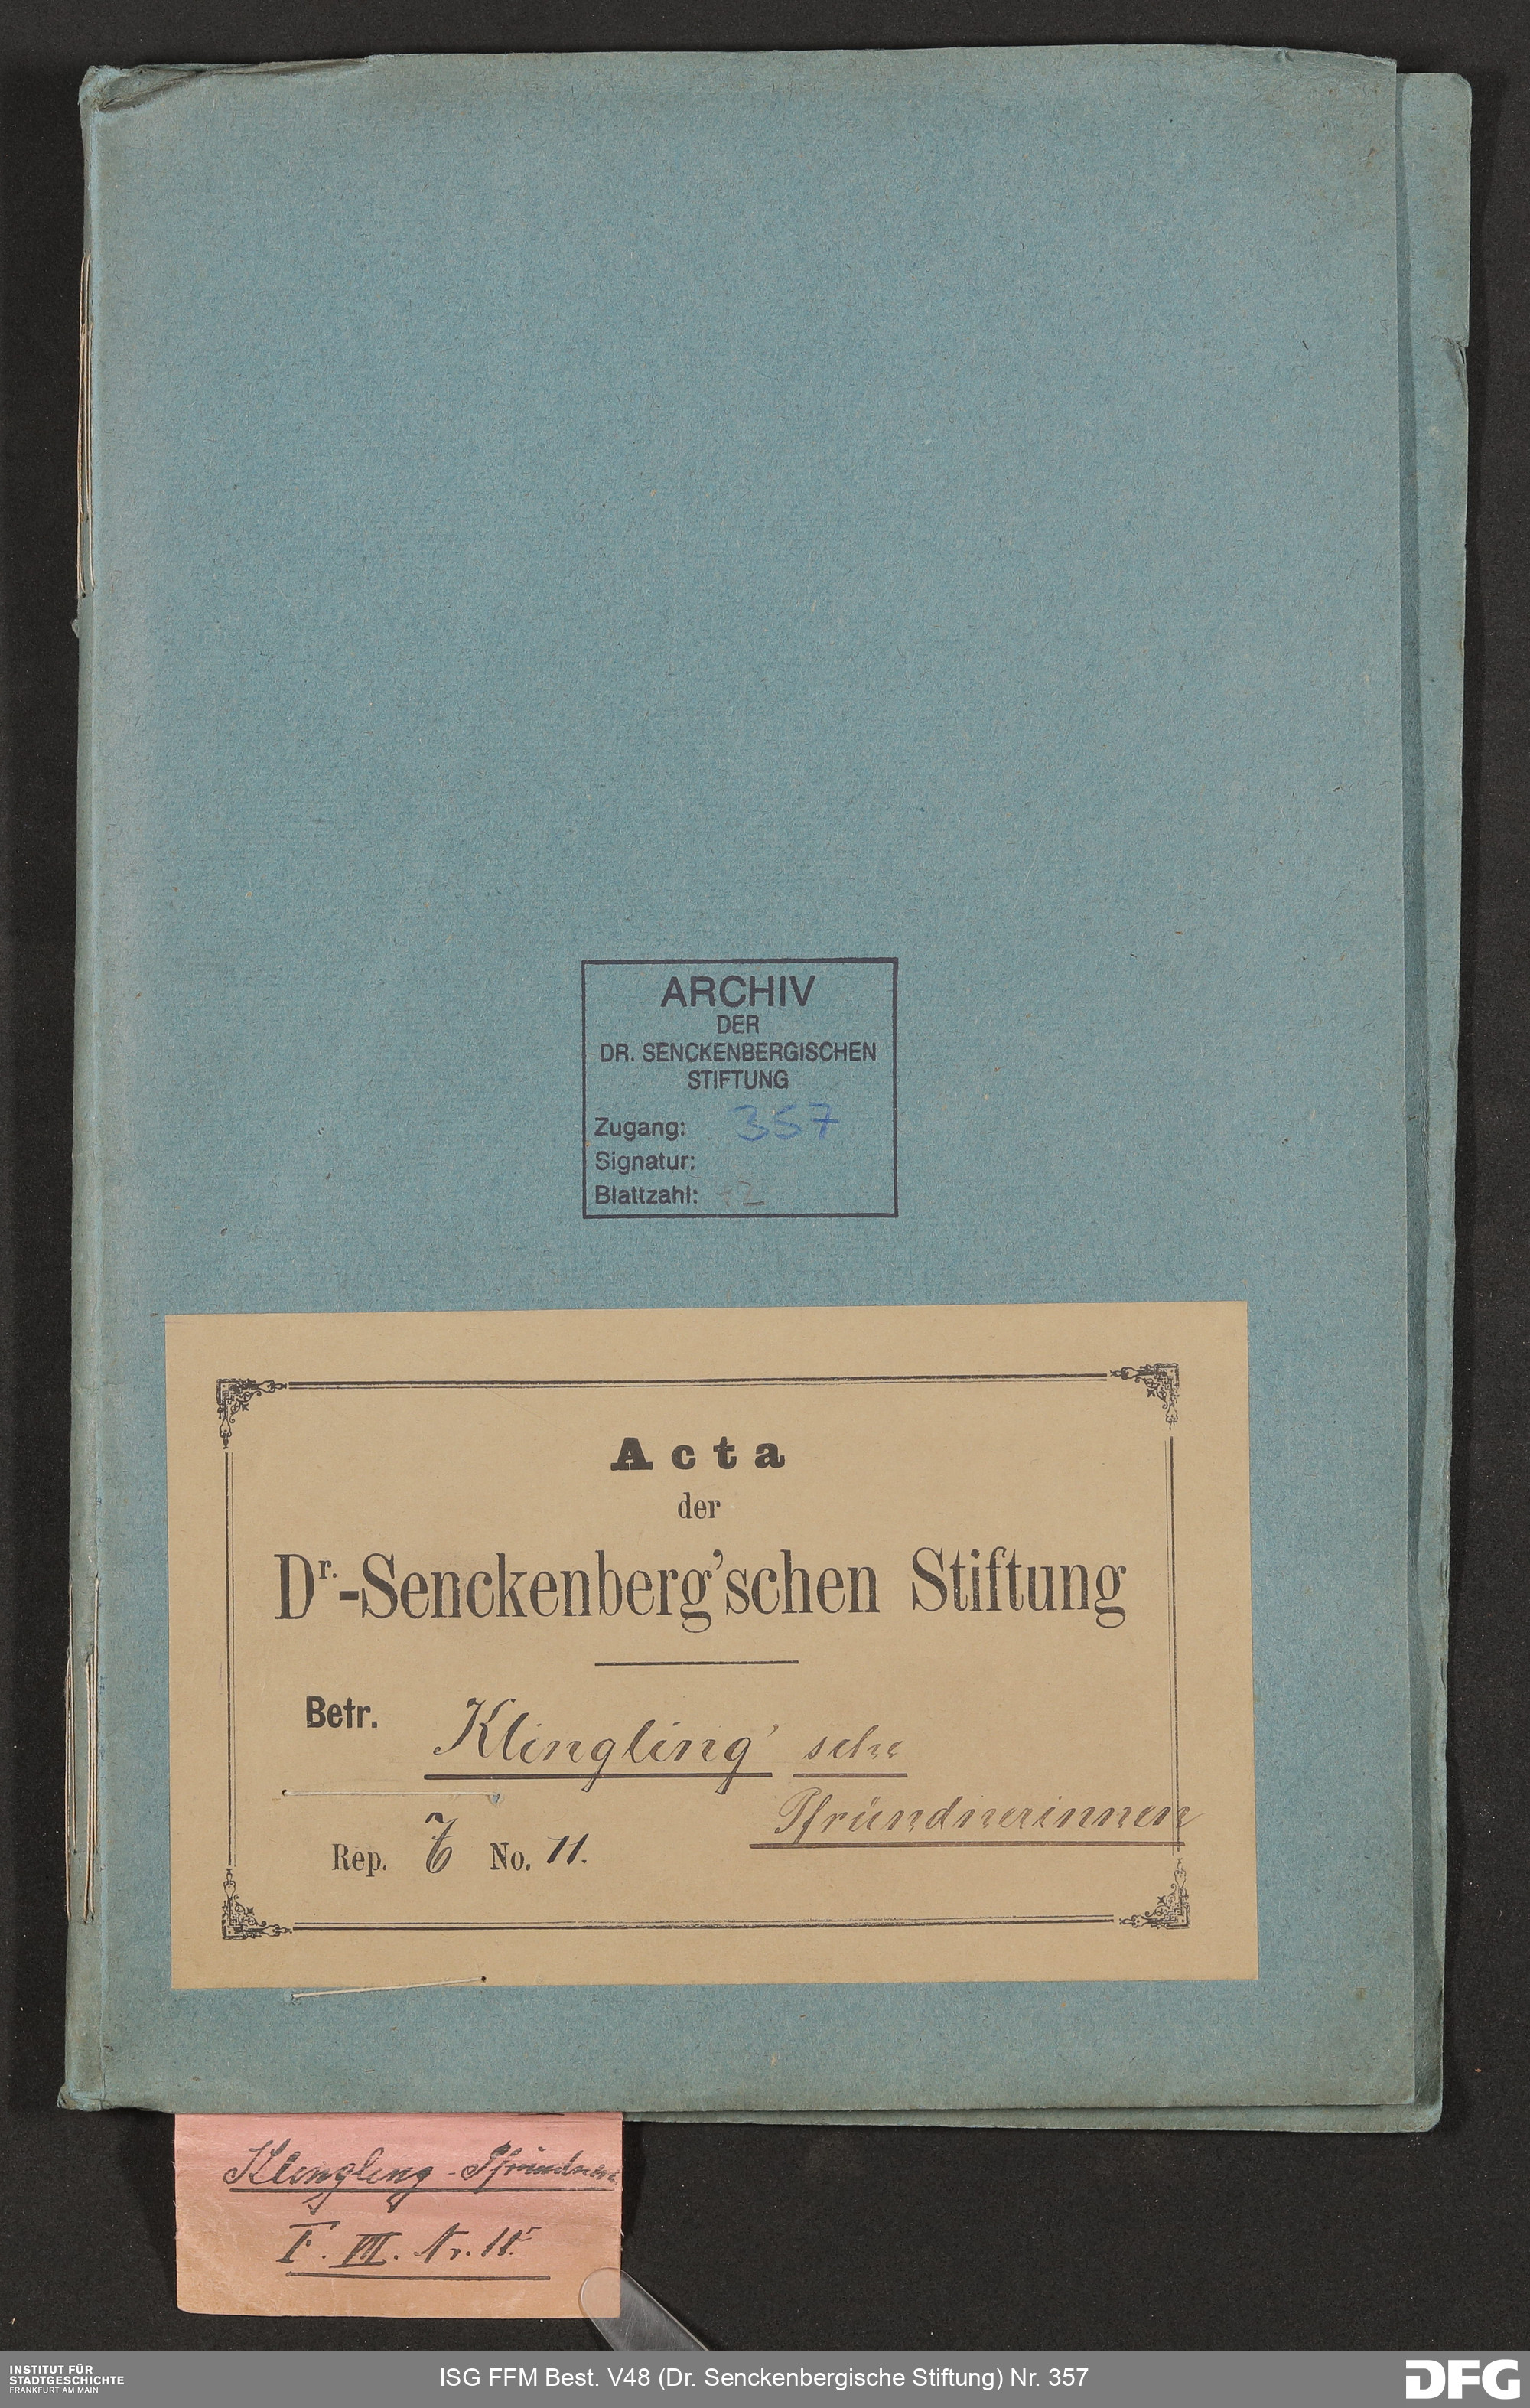 ARCHIV
DER
DR. SENCKENBERGISCHEN
STIFTUNG
Zugang: 357
Signatur:
Blattzahl: 2
Acta
der
Dr.-Senckenberg'schen Stiftung
Betr. Klingling' sche
Pfründnerinnen
Rep. No. 11.
Klingling-Pfründner
VII. Nr. 11
INSTITUT FÜR
STADTGESCHICHTE
FRANKFURT AM MAIN
ISG FFM Best. V48 (Dr. Senckenbergische Stiftung) Nr. 357
DFG